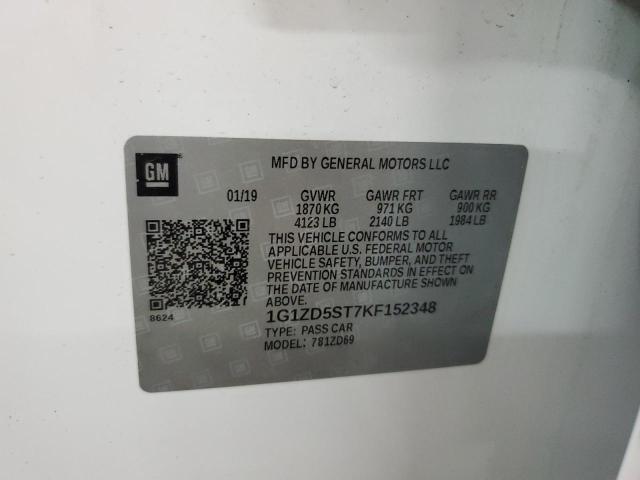 GM
MFD BY GENERAL MOTORS LLC
01/19 GVWR GAWR FRT GAWR RR
1870 KG 971 KG 900 KG
4123 LB 2140 LB 1984 LB
THIS VEHICLE CONFORMS TO ALL
APPLICABLE U.S. FEDERAL MOTOR
VEHICLE SAFETY, BUMPER, AND THEFT
PREVENTION STANDARDS IN EFFECT ON
THE DATE OF MANUFACTURE SHOWN
ABOVE.
8624
1G1ZD5ST7KF152348
TYPE: PASS CAR
MODEL: 781ZD69